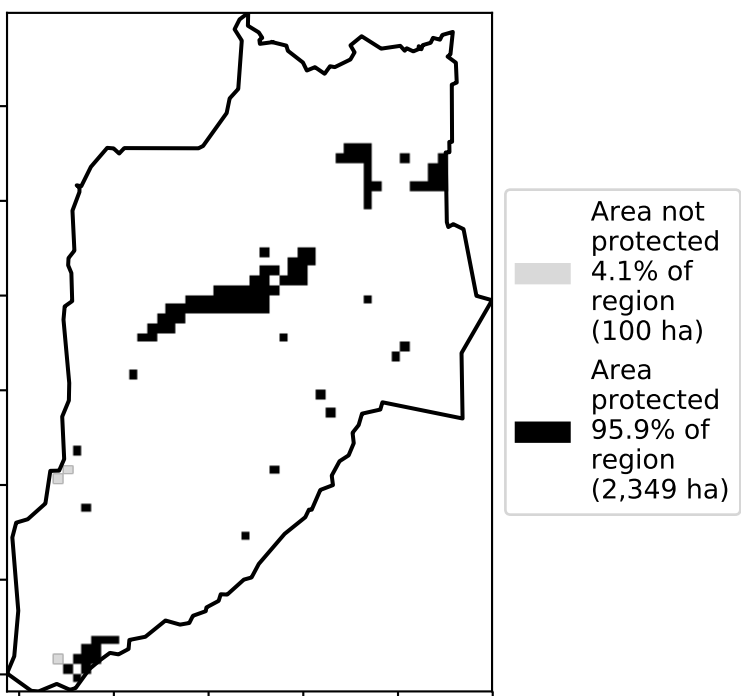 Area not
protected
4.1% of
region
(100 ha)
Area
protected
95.9% of
region
(2,349 ha)